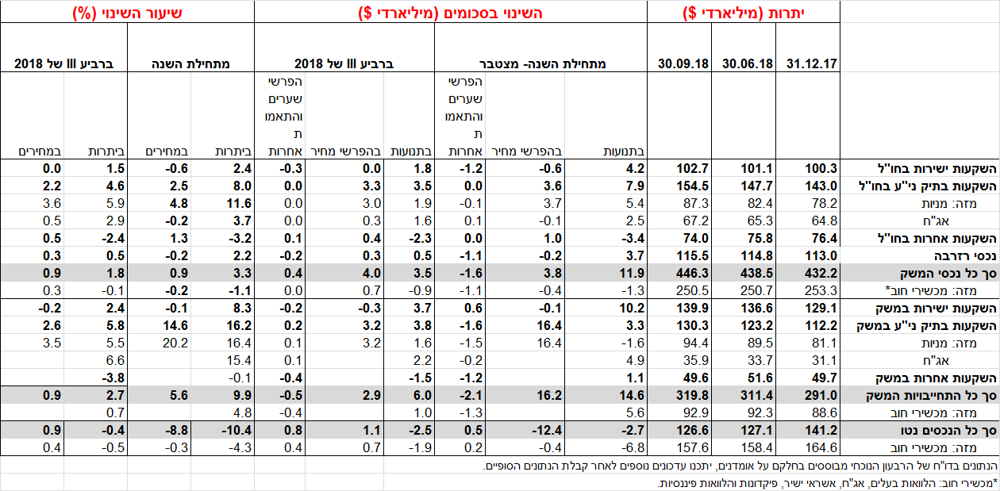 יתרות (מיליארדי $) השינוי בסכומים (מיליארדי $) שיעור השינוי (%)
31.12.17 30.06.18 30.09.18 מתחילת השנה- מצטבר ברביע III של 2018 מתחילת השנה ברביע III של 2018
בתנועות בהפרשי מחיר הפרשי שערים והתאמות אחרות בתנועות בהפרשי מחיר הפרשי שערים והתאמות אחרות ביתרות במחירים ביתרות במחירים
השקעות ישירות בחו"ל 100.3 101.1 102.7 4.2 -0.6 -1.2 1.8 0.0 -0.3 2.4 -0.6 1.5 0.0
השקעות בתיק ני"ע בחו"ל 143.0 147.7 154.5 7.9 3.6 0.0 3.5 3.3 0.0 8.0 2.5 4.6 2.2
מזה: מניות 78.2 82.4 87.3 5.4 3.7 -0.1 1.9 3.0 0.0 11.6 4.8 5.9 3.6
אג"ח 64.8 65.3 67.2 2.5 -0.1 0.1 1.6 0.3 0.0 3.7 -0.2 2.9 0.5
השקעות אחרות בחו"ל 76.4 75.8 74.0 -3.4 1.0 0.0 -2.3 0.4 0.1 -3.2 1.3 -2.4 0.5
נכסי רזרבה 113.0 114.8 115.5 3.7 -0.2 -1.1 0.5 0.3 -0.2 2.2 -0.2 0.5 0.3
סך כל נכסי המשק 432.2 438.5 446.3 11.9 3.8 -1.6 3.5 4.0 0.4 3.3 0.9 1.8 0.9
מזה: מכשירי חוב* 253.3 250.7 250.5 -1.3 -0.4 -1.1 -0.9 0.7 0.0 -1.1 -0.2 -0.1 0.3
השקעות ישירות במשק 129.1 136.6 139.9 10.2 -0.1 0.6 3.7 -0.3 -0.2 8.3 -0.1 2.4 -0.2
השקעות בתיק ני"ע במשק 112.2 123.2 130.3 3.3 16.4 -1.6 3.8 3.2 0.2 16.2 14.6 5.8 2.6
מזה: מניות 81.1 89.5 94.4 -1.6 16.4 -1.5 1.6 3.2 0.1 16.4 20.2 5.5 3.5
אג"ח 31.1 33.7 35.9 4.9 -0.2 2.2 0.1 15.4 6.6
השקעות אחרות במשק 49.7 51.6 49.6 1.1 -1.2 -1.5 -0.4 -0.1 -3.8
סך כל התחייבויות המשק 291.0 311.4 319.8 14.6 16.2 -2.1 6.0 2.9 -0.5 9.9 5.6 2.7 0.9
מזה: מכשירי חוב 88.6 92.3 92.9 5.6 -1.3 1.0 -0.4 4.8 0.7
סך כל הנכסים נטו 141.2 127.1 126.6 -2.7 -12.4 0.5 -2.5 1.1 0.8 -10.4 -8.8 -0.4 0.9
מזה: מכשירי חוב 164.6 158.4 157.6 -6.8 -0.4 0.2 -1.9 0.7 0.4 -4.3 -0.3 -0.5 0.4
הנתונים בדו"ח של הרבעון הנוכחי מבוססים בחלקם על אומדנים, יתכנו עדכונים נוספים לאחר קבלת הנתונים הסופיים.
*מכשירי חוב: הלוואות בעלים, אג"ח, אשראי ישיר, פיקדונות והלוואות פיננסיות.